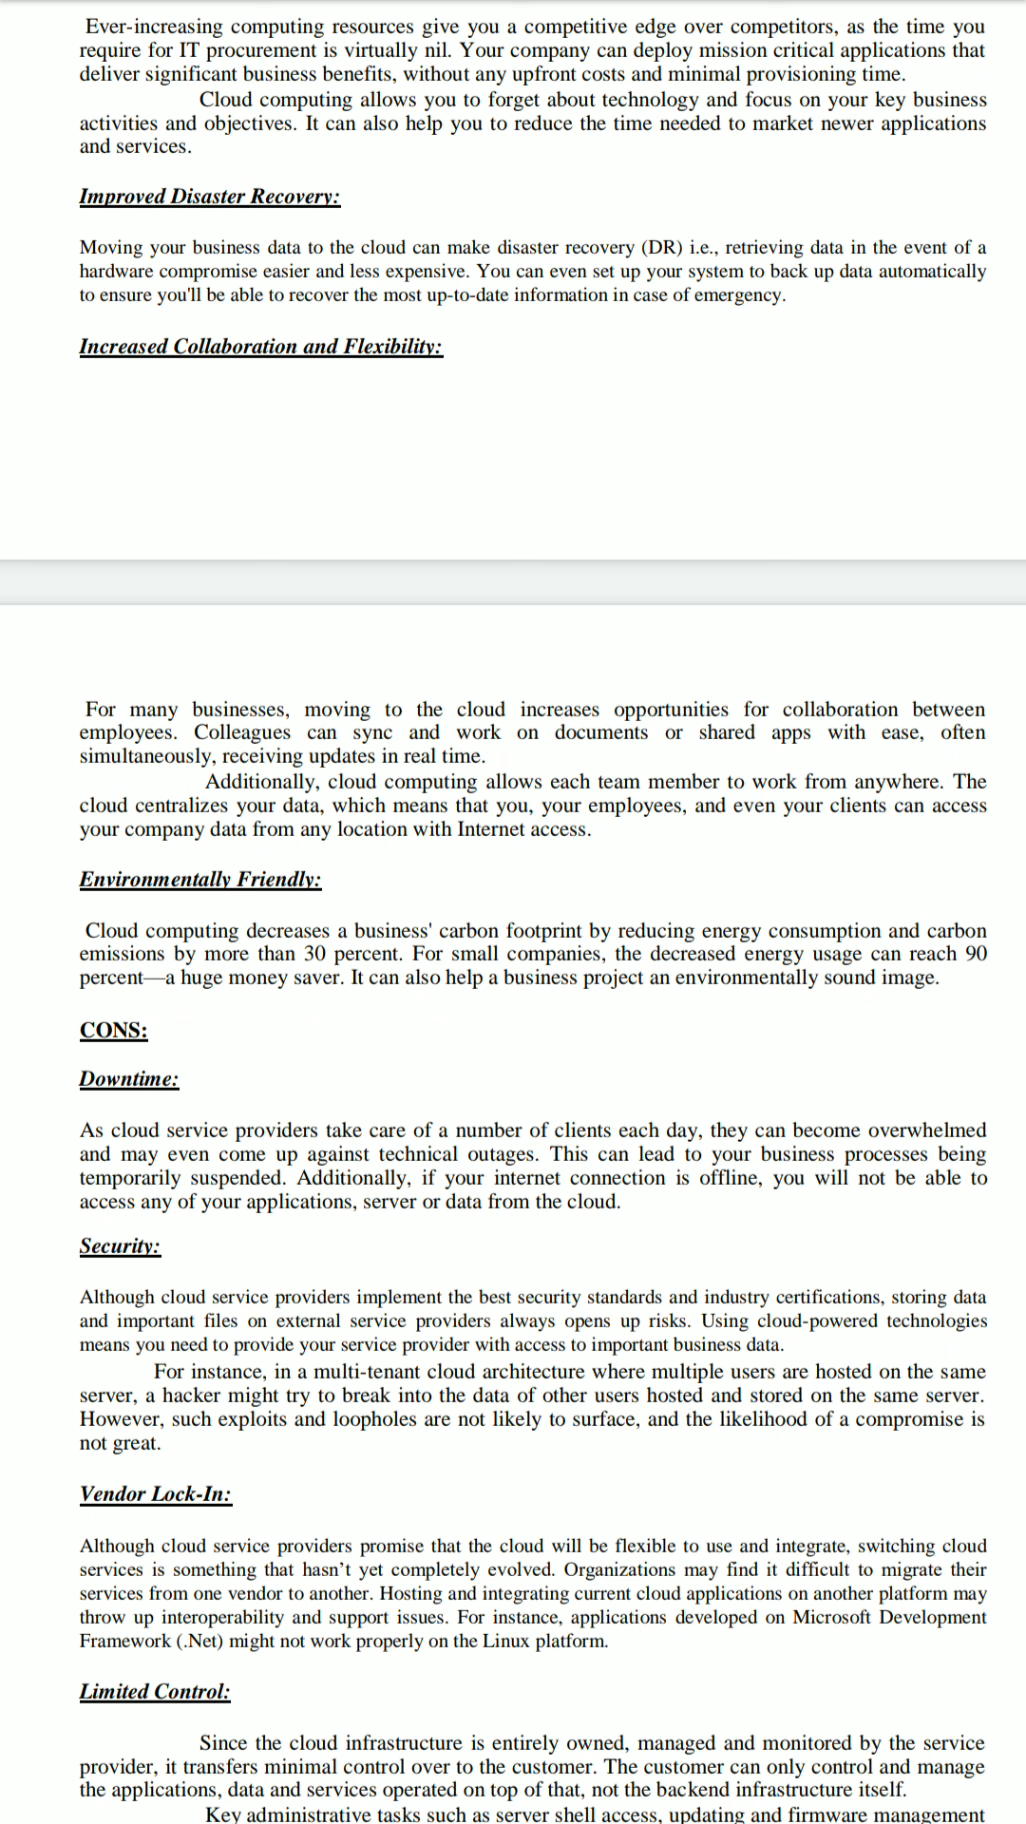 Ever-increasing computing resources give you a competitive edge over competitors, as the time you
require for IT procurement is virtually nil. Your company can deploy mission critical applications that
deliver significant business benefits, without any upfront costs and minimal provisioning time.
Cloud computing allows you to forget about technology and focus on your key business
activities and objectives. It can also help you to reduce the time needed to market newer applications
and services.
Improved Disaster Recovery:
Moving your business data to the cloud can make disaster recovery (DR) i.e., retrieving data in the event of a
hardware compromise easier and less expensive. You can even set up your system to back up data automatically
to ensure you'll be able to recover the most up-to-date information in case of emergency.
Increased Collaboration and Flexibility:
For many businesses, moving to the cloud increases opportunities for collaboration between
employees. Colleagues can sync and work on documents or shared apps with ease, often
simultaneously, receiving updates in real time.
Additionally, cloud computing allows each team member to work from anywhere. The
cloud centralizes your data, which means that you, your employees, and even your clients can access
your company data from any location with Internet access.
Environmentally Friendly:
Cloud computing decreases a business' carbon footprint by reducing energy consumption and carbon
emissions by more than 30 percent. For small companies, the decreased energy usage can reach 90
percent—a huge money saver. It can also help a business project an environmentally sound image.
CONS:
Downtime:
As cloud service providers take care of a number of clients each day, they can become overwhelmed
and may even come up against technical outages. This can lead to your business processes being
temporarily suspended. Additionally, if your internet connection is offline, you will not be able to
access any of your applications, server or data from the cloud.
Security:
Although cloud service providers implement the best security standards and industry certifications, storing data
and important files on external service providers always opens up risks. Using cloud-powered technologies
means you need to provide your service provider with access to important business data.
For instance, in a multi-tenant cloud architecture where multiple users are hosted on the same
server, a hacker might try to break into the data of other users hosted and stored on the same server.
However, such exploits and loopholes are not likely to surface, and the likelihood of a compromise is
not great.
Vendor Lock-In:
Although cloud service providers promise that the cloud will be flexible to use and integrate, switching cloud
services is something that hasn’t yet completely evolved. Organizations may find it difficult to migrate their
services from one vendor to another. Hosting and integrating current cloud applications on another platform may
throw up interoperability and support issues. For instance, applications developed on Microsoft Development
Framework (.Net) might not work properly on the Linux platform.
Limited Control:
Since the cloud infrastructure is entirely owned, managed and monitored by the service
provider, it transfers minimal control over to the customer. The customer can only control and manage
the applications, data and services operated on top of that, not the backend infrastructure itself.
Key administrative tasks such as server shell access, updating and firmware management